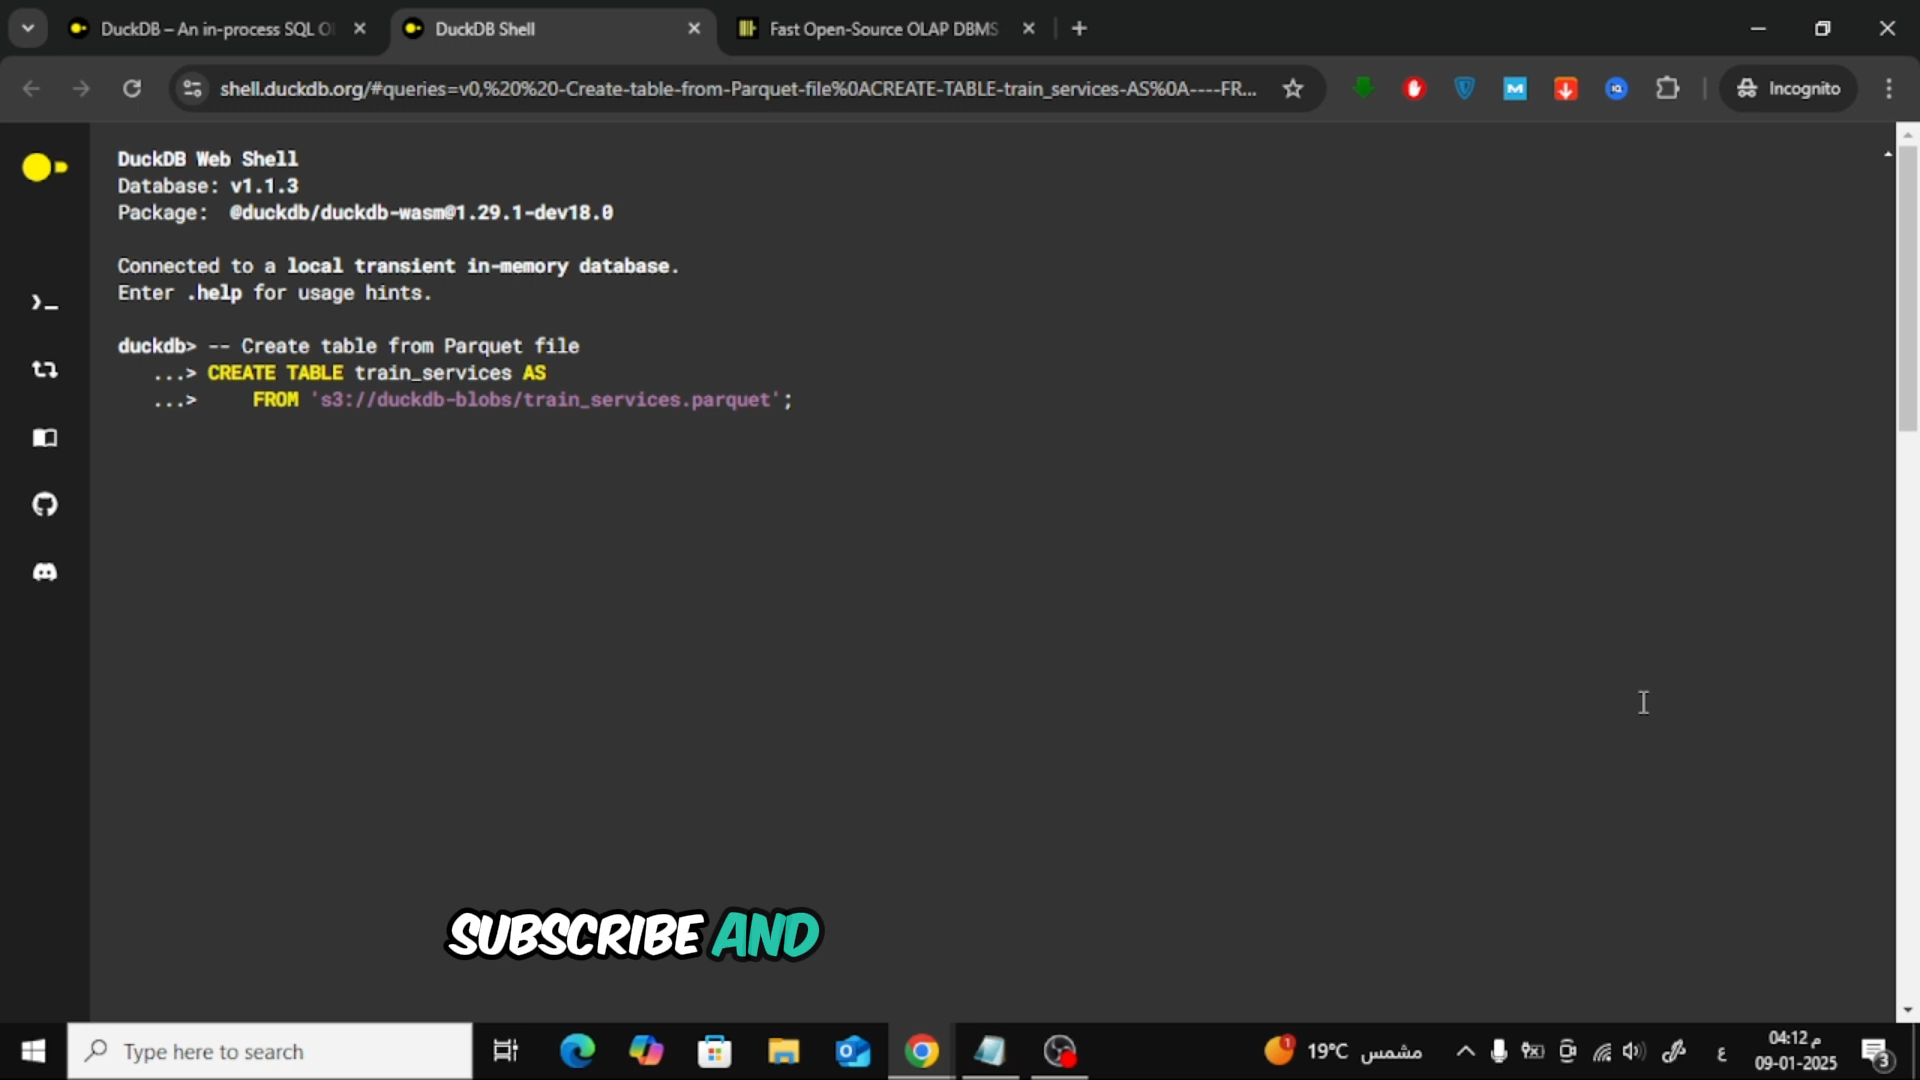 DuckDB – An in-process SQL Ol
DuckDB Shell
Fast Open-Source OLAP DBMS
shell.duckdb.org/#queries=v0,%20%20-Create-table-from-Parquet-file%0ACREATE-TABLE-train_services-AS%0A----FR...
Incognito
DuckDB Web Shell
Database: v1.1.3
Package: @duckdb/duckdb-wasm@1.29.1-dev18.0
Connected to a local transient in-memory database.
Enter .help for usage hints.
duckdb> -- Create table from Parquet file
...> CREATE TABLE train_services AS
...> FROM 's3://duckdb-blobs/train_services.parquet';
SUBSCRIBE AND
Type here to search
1
19°C مشمس
ع
04:12 م
09-01-2025
3